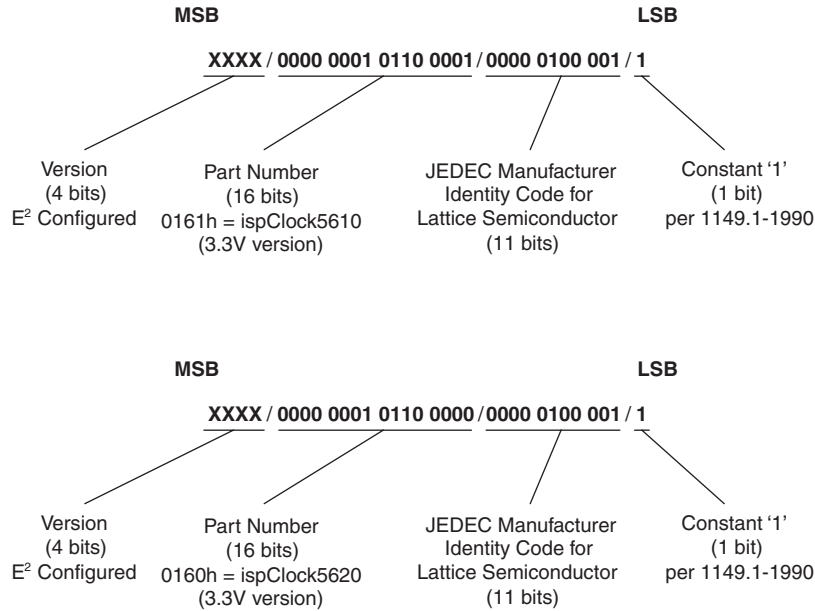 MSB LSB
XXXX / 0000 0001 0110 0001 / 0000 0100 001 / 1
Version
(4 bits)
E² Configured
Part Number
(16 bits)
0161h = ispClock5610
(3.3V version)
JEDEC Manufacturer
Identity Code for
Lattice Semiconductor
(11 bits)
Constant ‘1’
(1 bit)
per 1149.1-1990
MSB LSB
XXXX / 0000 0001 0110 0000 / 0000 0100 001 / 1
Version
(4 bits)
E² Configured
Part Number
(16 bits)
0160h = ispClock5620
(3.3V version)
JEDEC Manufacturer
Identity Code for
Lattice Semiconductor
(11 bits)
Constant ‘1’
(1 bit)
per 1149.1-1990